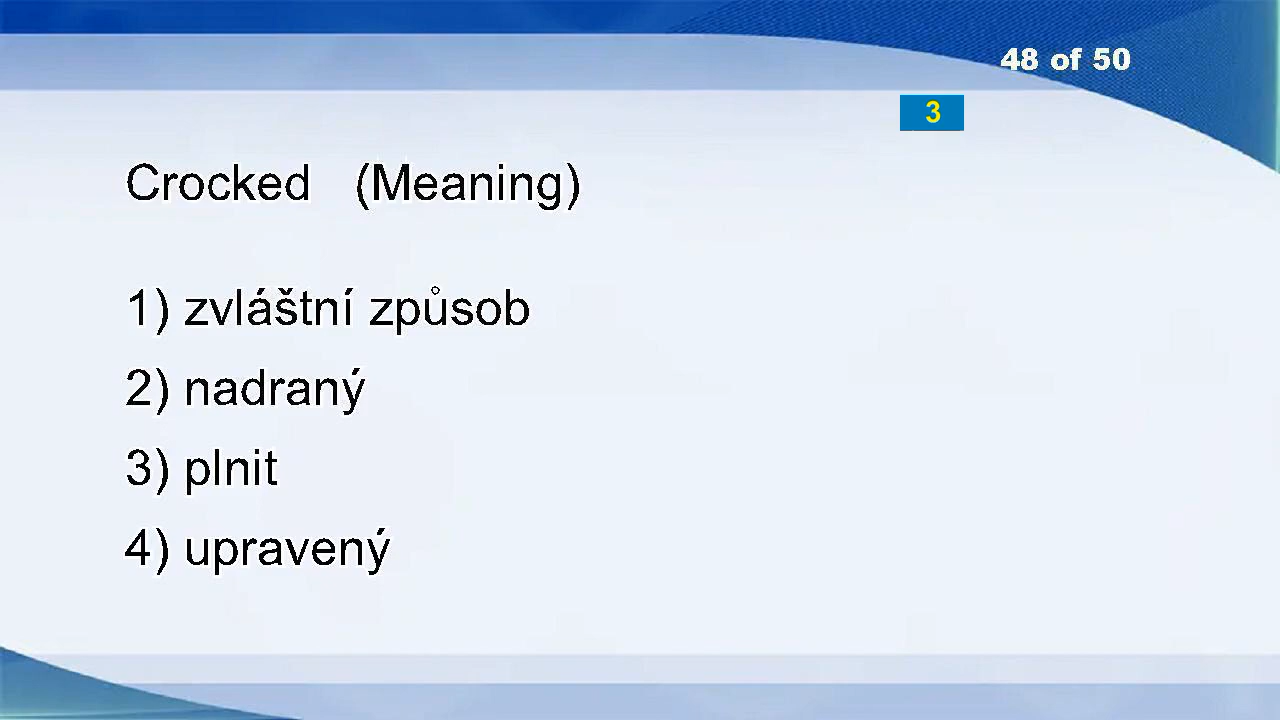 48 of 50
3
Crocked (Meaning)
1) zvláštní způsob
2) nadraný
3) plnit
4) upravený